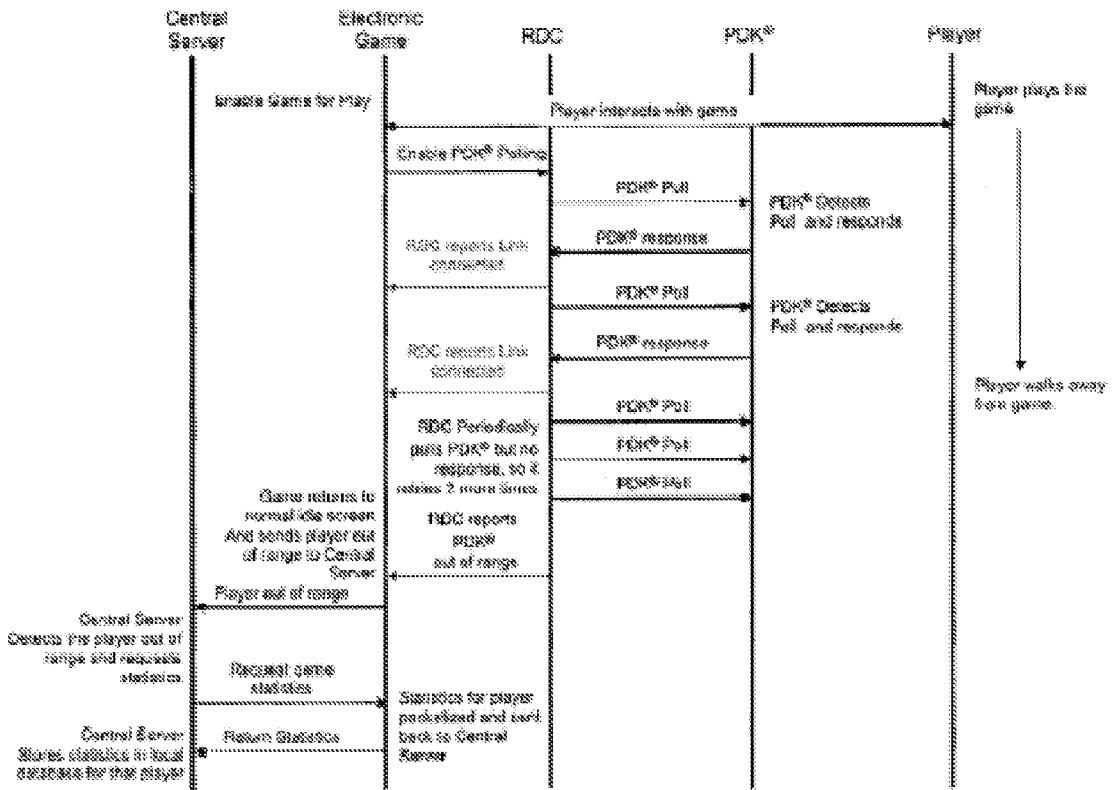 Central
Server
Electronic
Game
RDC
PDK®
Player
Enable Game for Play
Player interacts with game
Player plays the
game
Enable PDK® Polling
PDK® Poll
PDK® Detects
Poll and responds
PDK® response
RDC reports Link
connected
PDK® Poll
PDK® Detects
Poll and responds
PDK® response
RDC reports Link
connected
Player walks away
from game.
PDK® Poll
RDC Periodically
polls PDK® but no
response, so it
retries 2 more times
PDK® Poll
PDK® Poll
Game returns to
normal idle screen
And sends player out
of range to Central
Server
RDC reports
PDK®
out of range
Player out of range
Central Server
Detects the player out of
range and requests
statistics
Request game
statistics
Statistics for player
packetized and sent
back to Central
Server
Return Statistics
Central Server
Stores statistics in local
database for that player